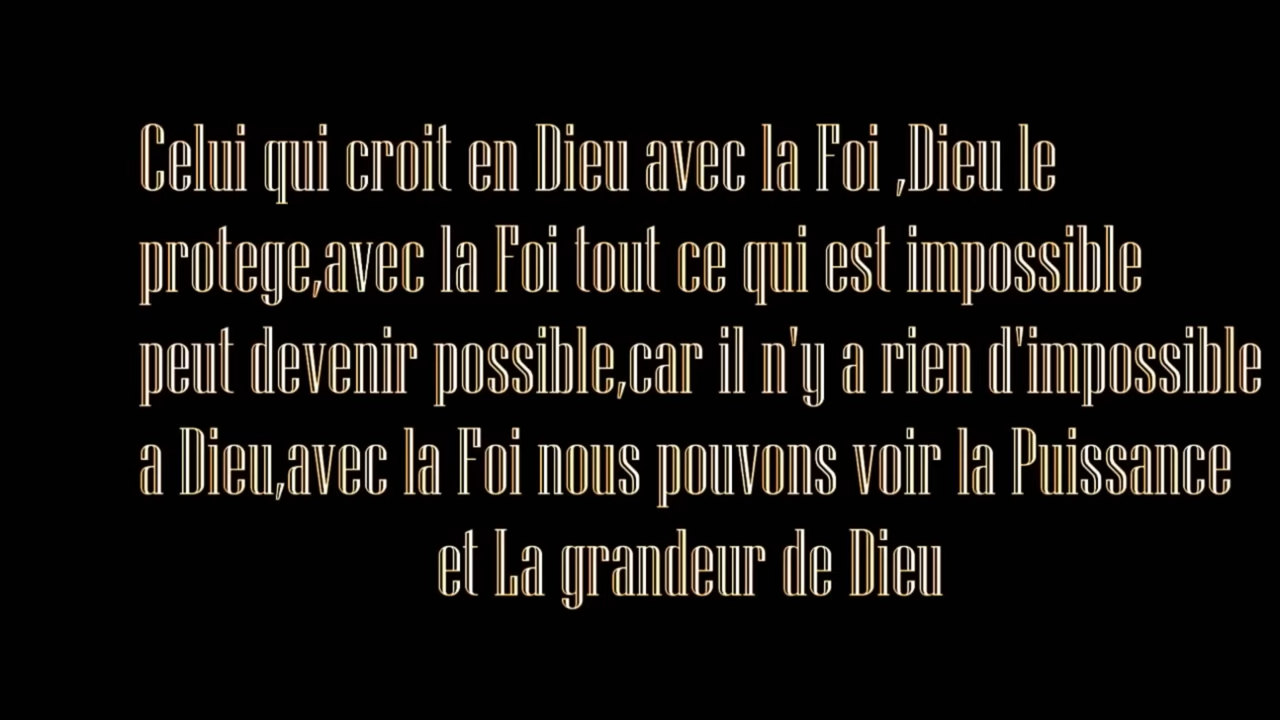 Celui qui croit en Dieu avec la Foi ,Dieu le
protege,avec la Foi tout ce qui est impossible
peut devenir possible,car il n'y a rien d'impossible
a Dieu,avec la Foi nous pouvons voir la Puissance
et La grandeur de Dieu